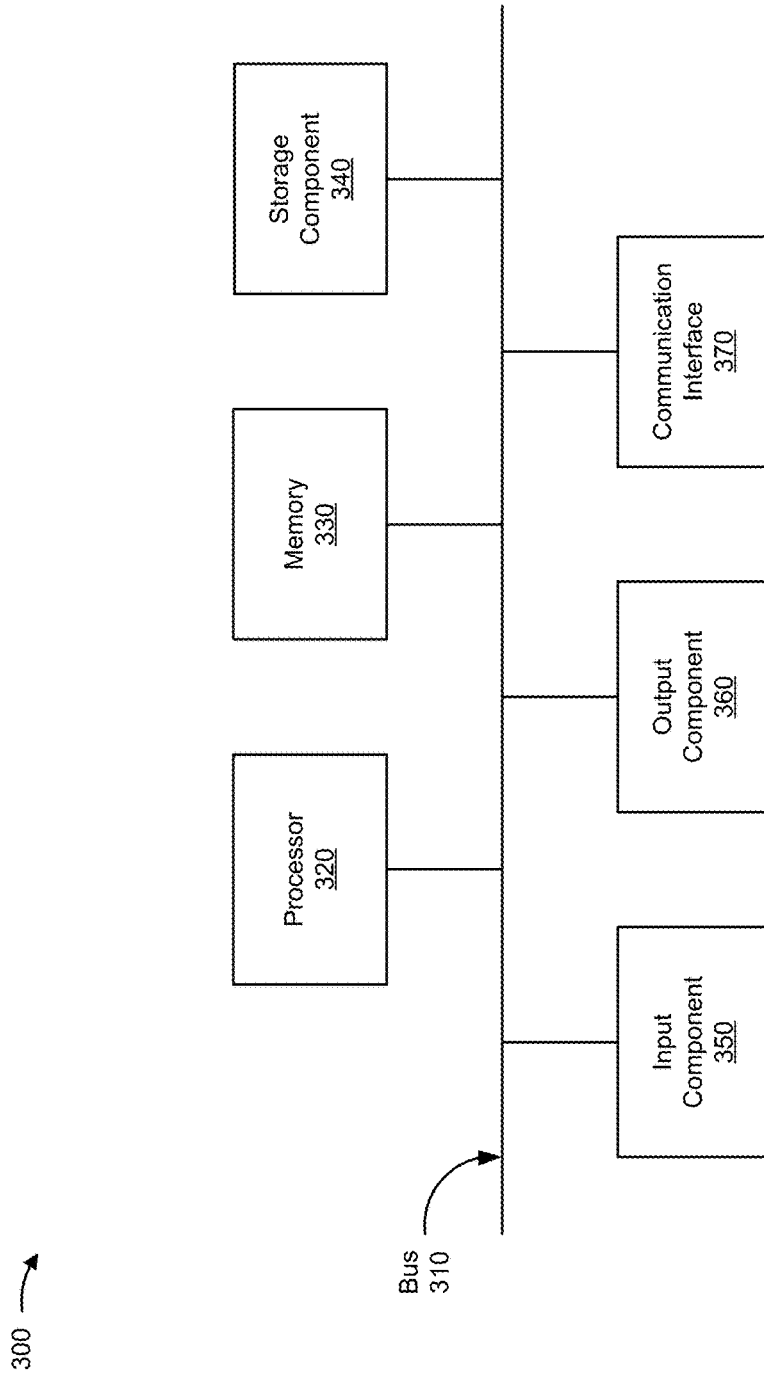 300
Bus
310
Processor
320
Memory
330
Storage
Component
340
Input
Component
350
Output
Component
360
Communication
Interface
370